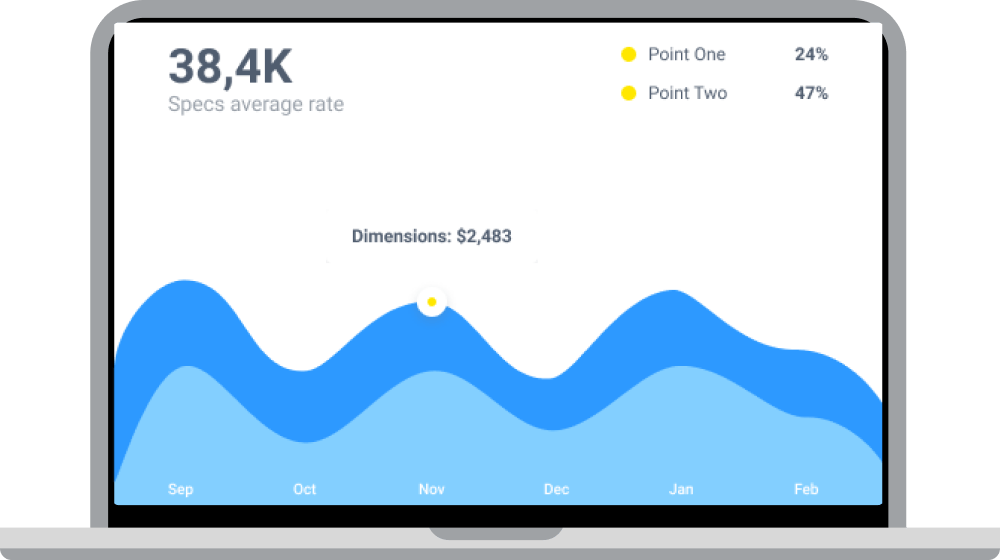 38,4K
Specs average rate
Point One 24%
Point Two 47%
Dimensions: $2,483
Sep Oct Nov Dec Jan Feb